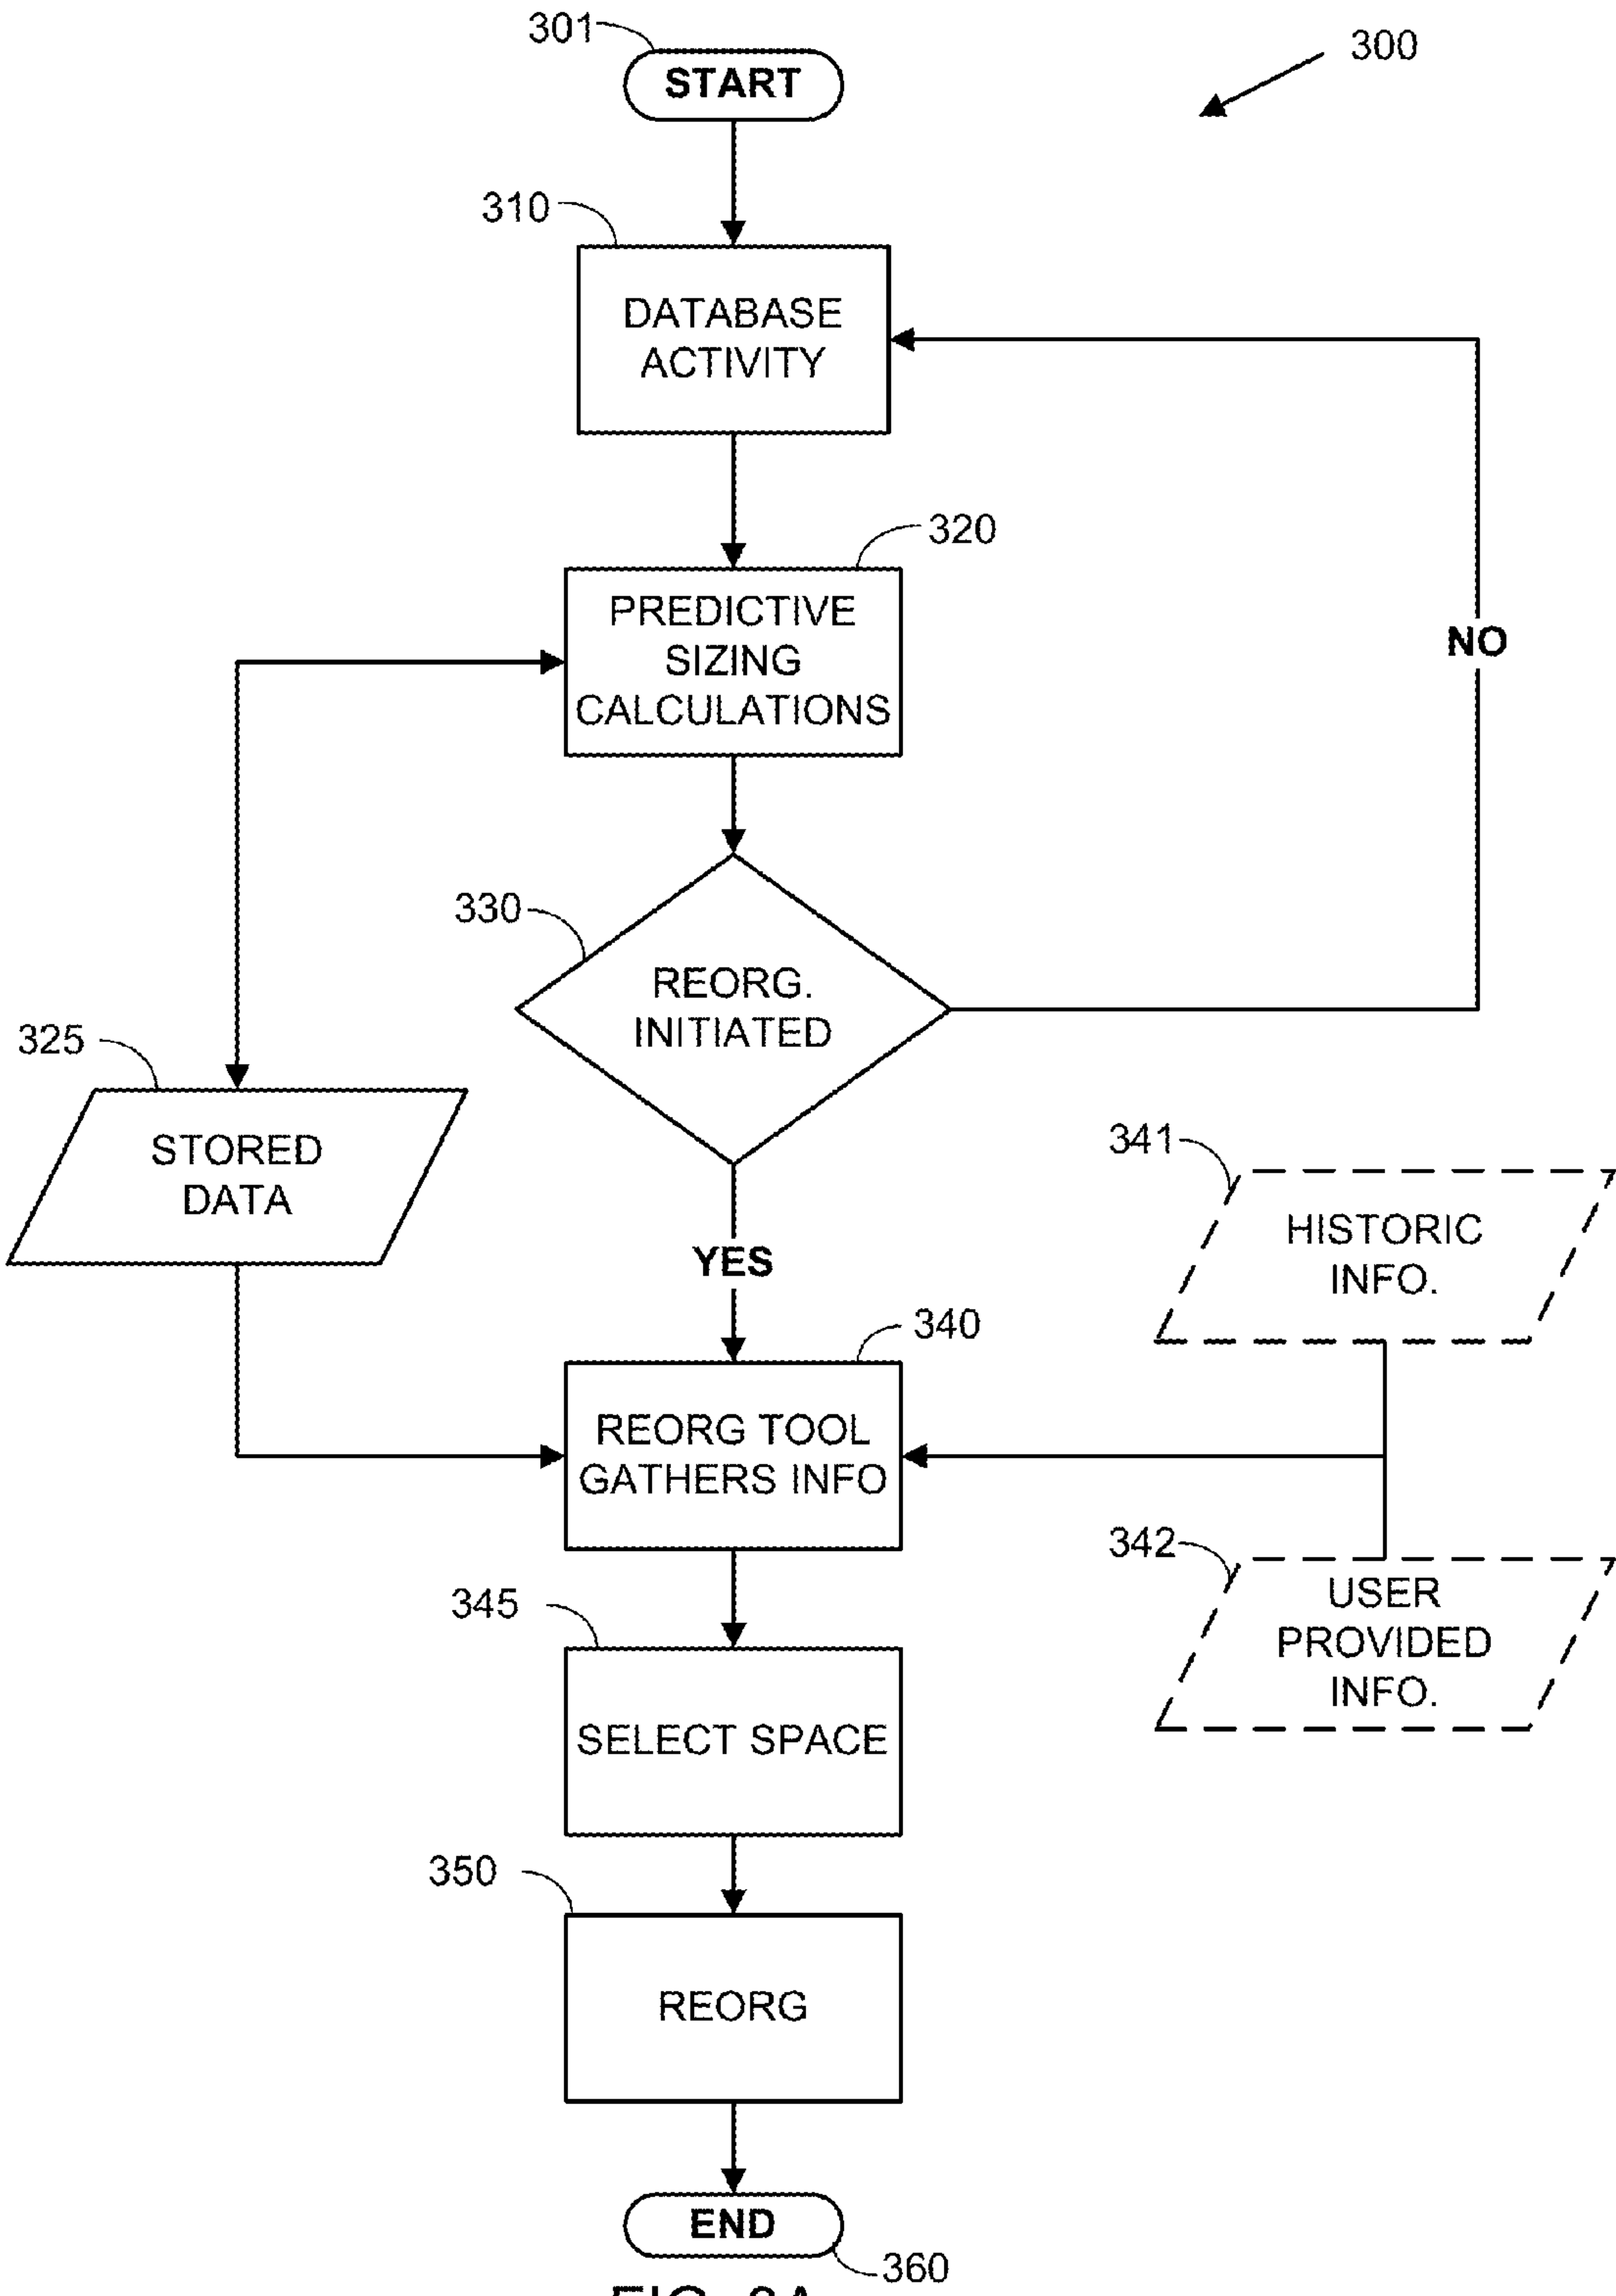 301
START
300
310
DATABASE
ACTIVITY
320
PREDICTIVE
SIZING
CALCULATIONS
NO
330
REORG.
INITIATED
325
STORED
DATA
341
HISTORIC
INFO.
YES
340
REORG TOOL
GATHERS INFO
342
USER
PROVIDED
INFO.
345
SELECT SPACE
350
REORG
END
360